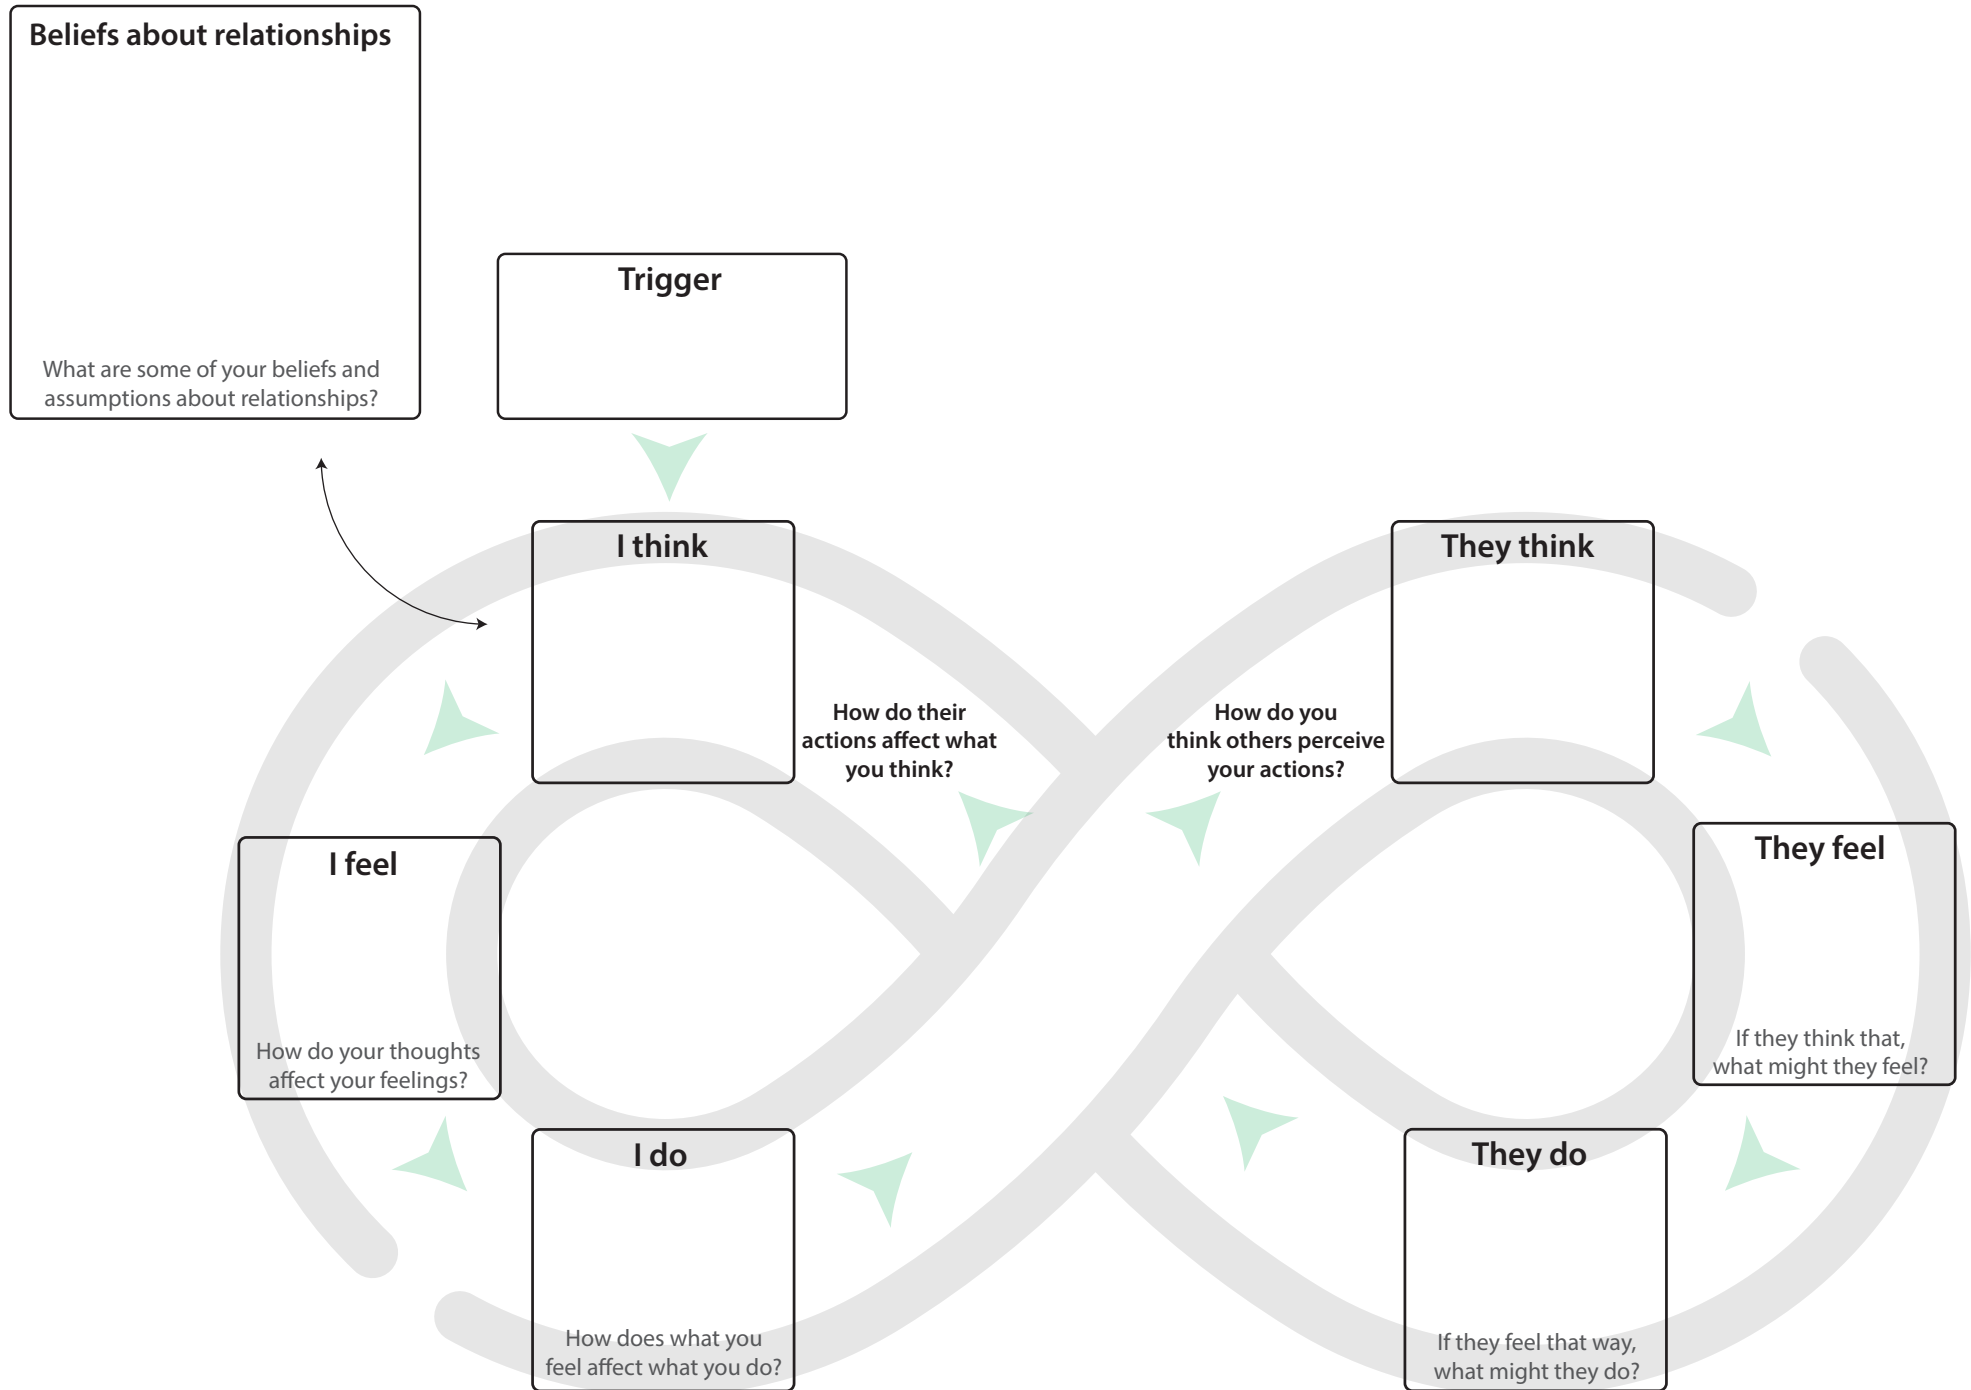 Beliefs about relationships
What are some of your beliefs and
assumptions about relationships?
Trigger
I think
They think
How do their
actions affect what
you think?
How do you
think others perceive
your actions?
I feel
How do your thoughts
affect your feelings?
They feel
If they think that,
what might they feel?
I do
How does what you
feel affect what you do?
They do
If they feel that way,
what might they do?